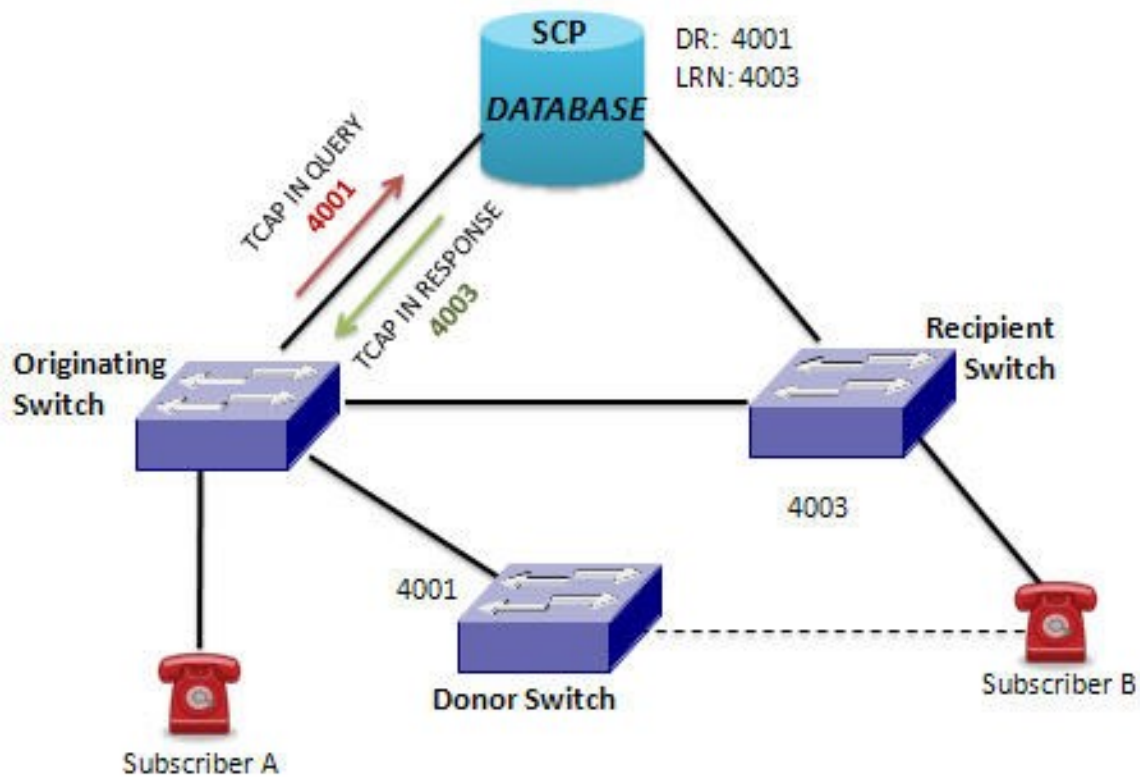 SCP
DATABASE
DR: 4001
LRN: 4003
TCAP IN QUERY
4001
TCAP IN RESPONSE
4003
Originating
Switch
Recipient
Switch
4003
4001
Donor Switch
Subscriber A
Subscriber B